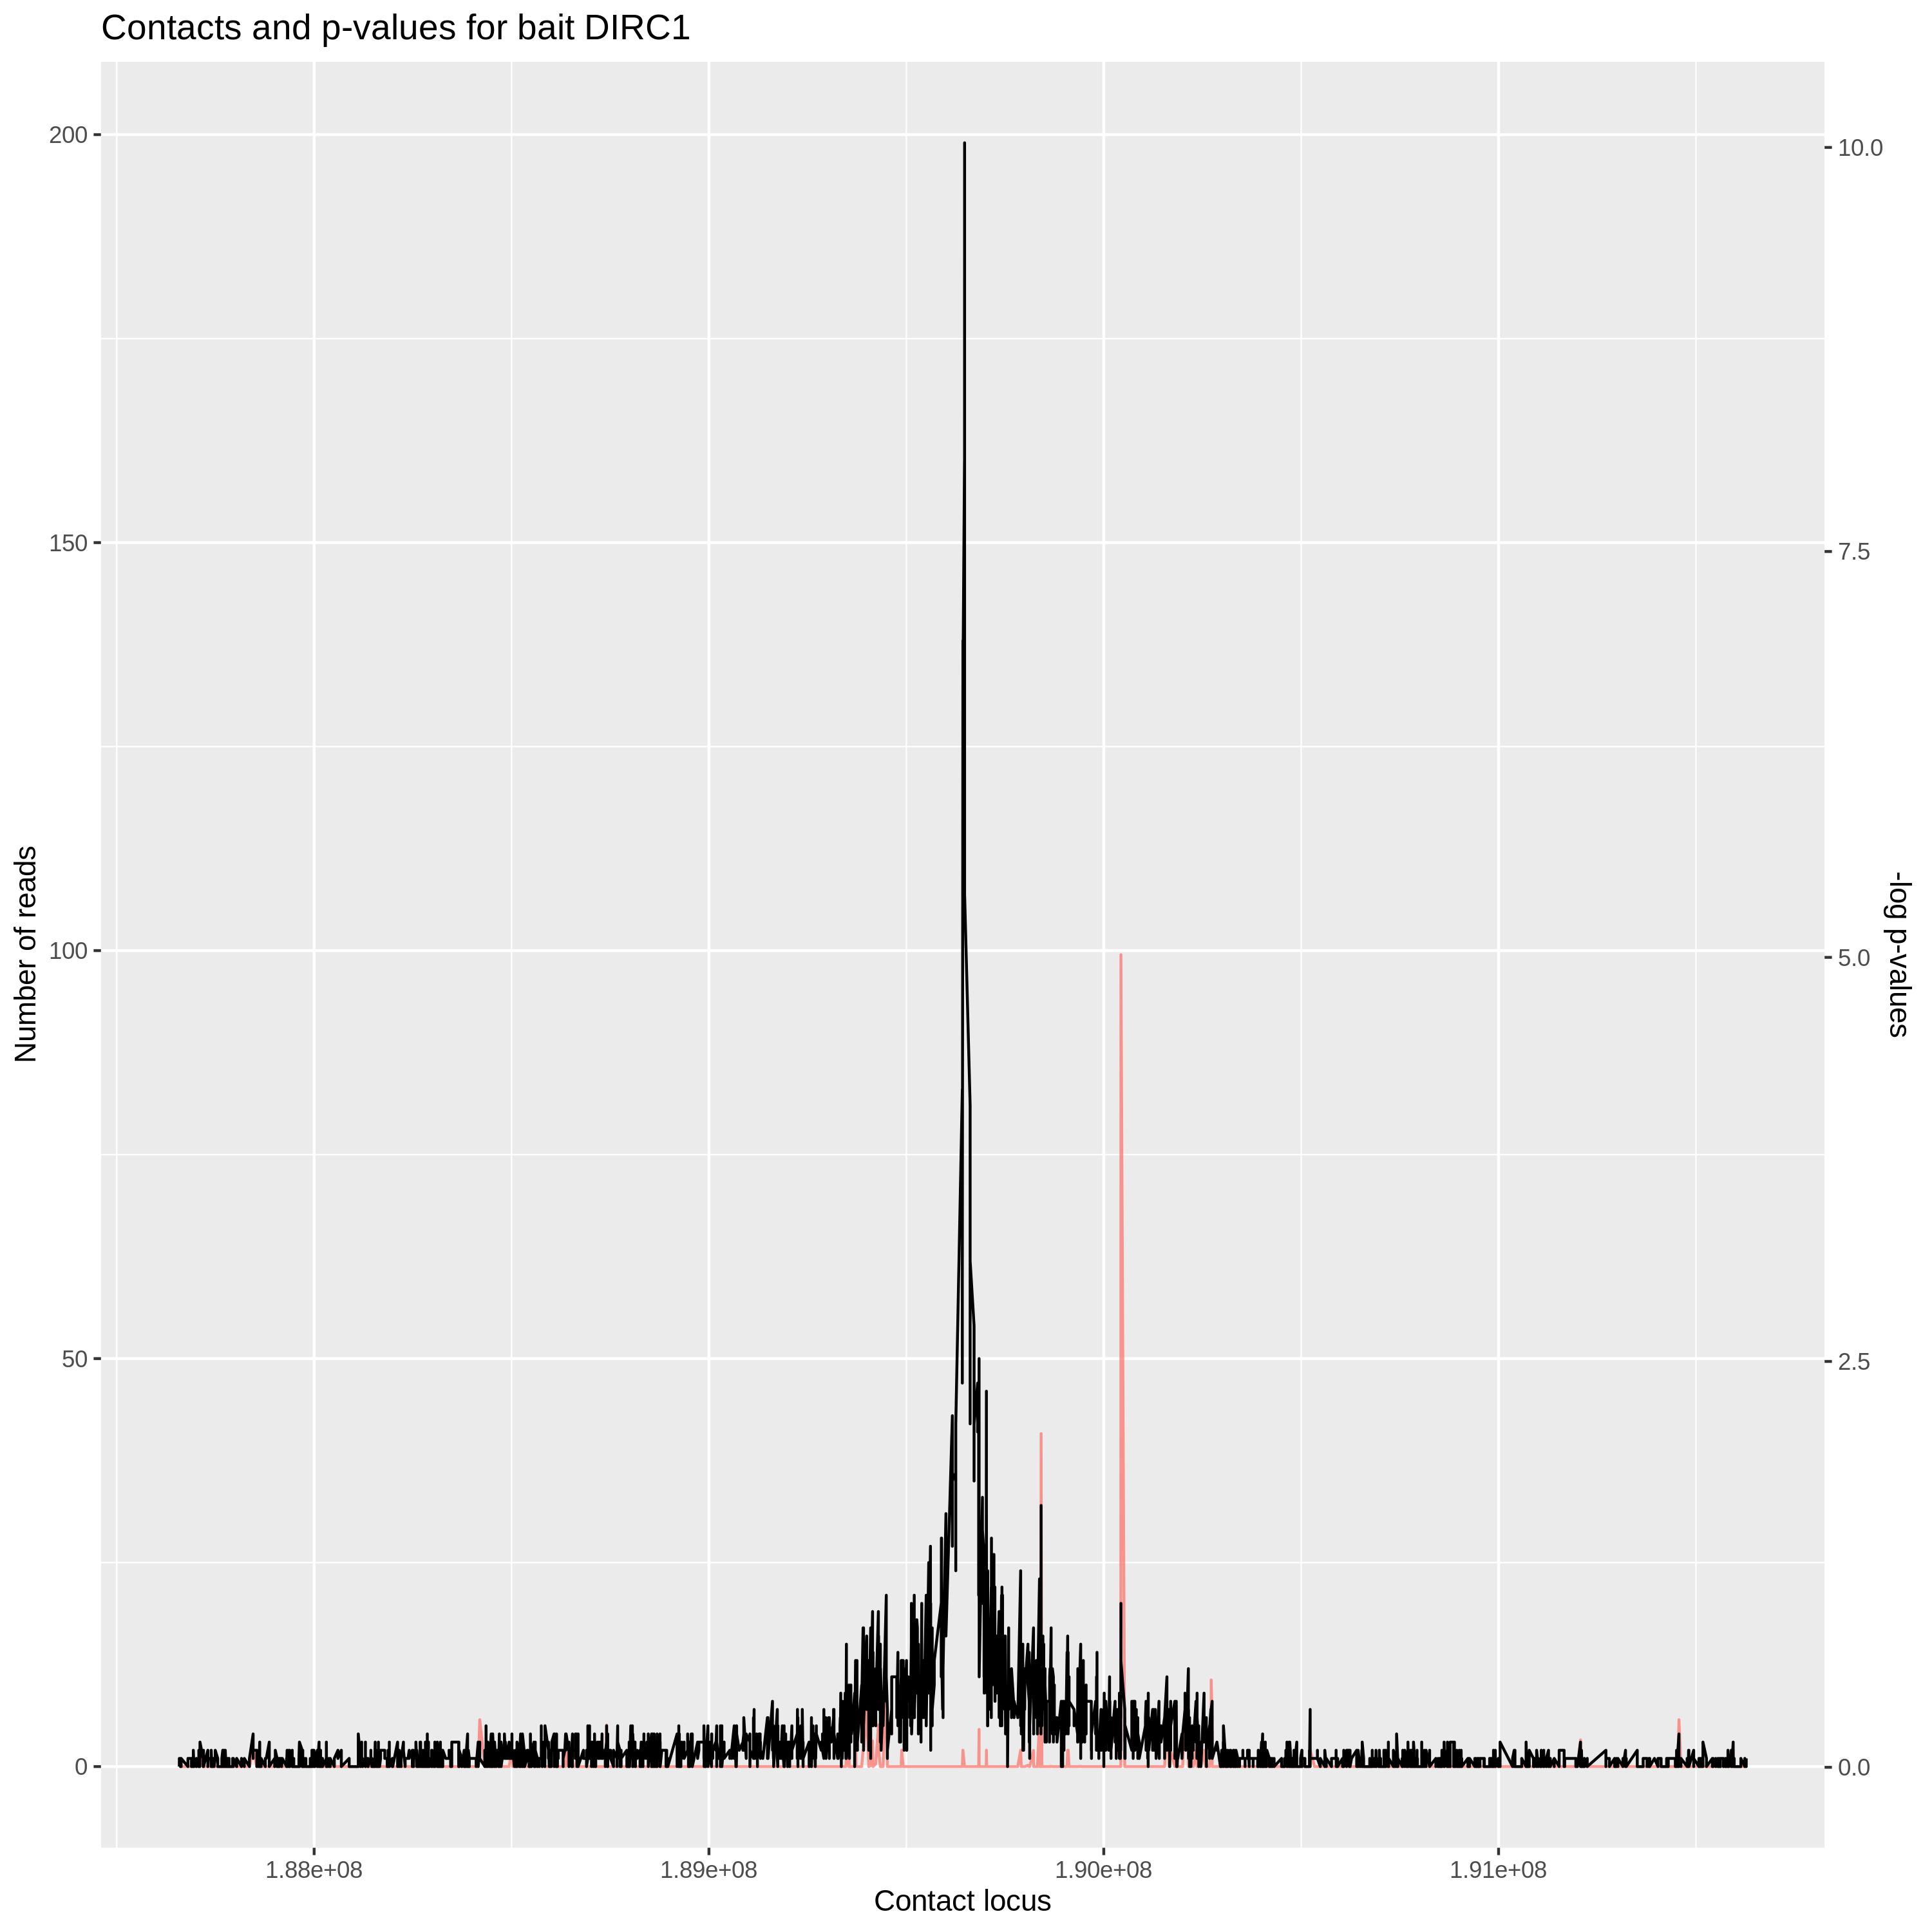 Contacts and p-values for bait DIRC1
200
150
100
50
0
Number of reads
10.0
7.5
5.0
2.5
0.0
-log p-values
1.88e+08
1.89e+08
1.90e+08
1.91e+08
Contact locus